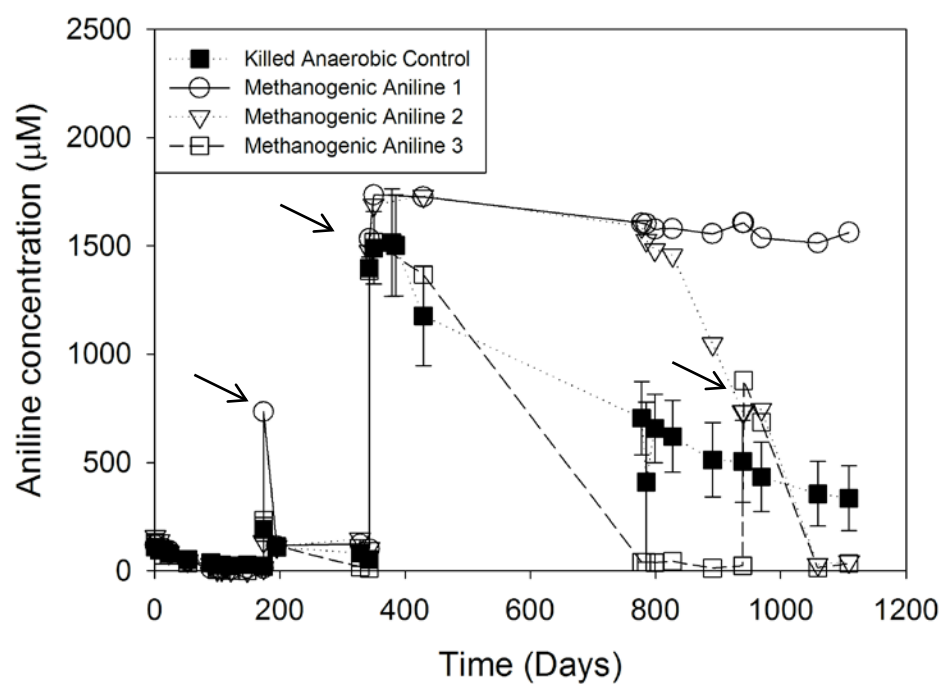 Aniline concentration (μM)
2500
2000
1500
1000
500
0
Killed Anaerobic Control
Methanogenic Aniline 1
Methanogenic Aniline 2
Methanogenic Aniline 3
0 200 400 600 800 1000 1200
Time (Days)